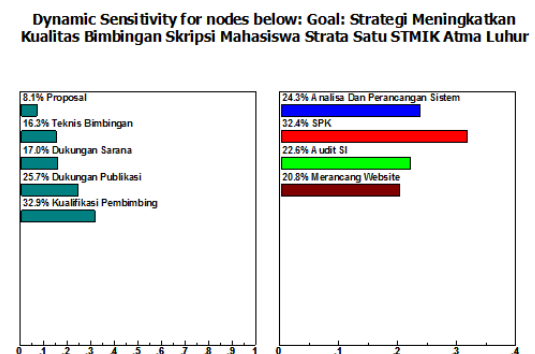 Dynamic Sensitivity for nodes below: Goal: Strategi Meningkatkan
Kualitas Bimbingan Skripsi Mahasiswa Strata Satu STMIK Atma Luhur
8.1% Proposal
16.3% Teknis Bimbingan
17.0% Dukungan Sarana
25.7% Dukungan Publikasi
32.9% Kualifikasi Pembimbing
0 .1 .2 .3 .4 .5 .6 .7 .8 .9 1
24.3% Analisa Dan Perancangan Sistem
32.4% SPK
22.6% Audit SI
20.8% Merancang Website
0 .1 .2 .3 .4